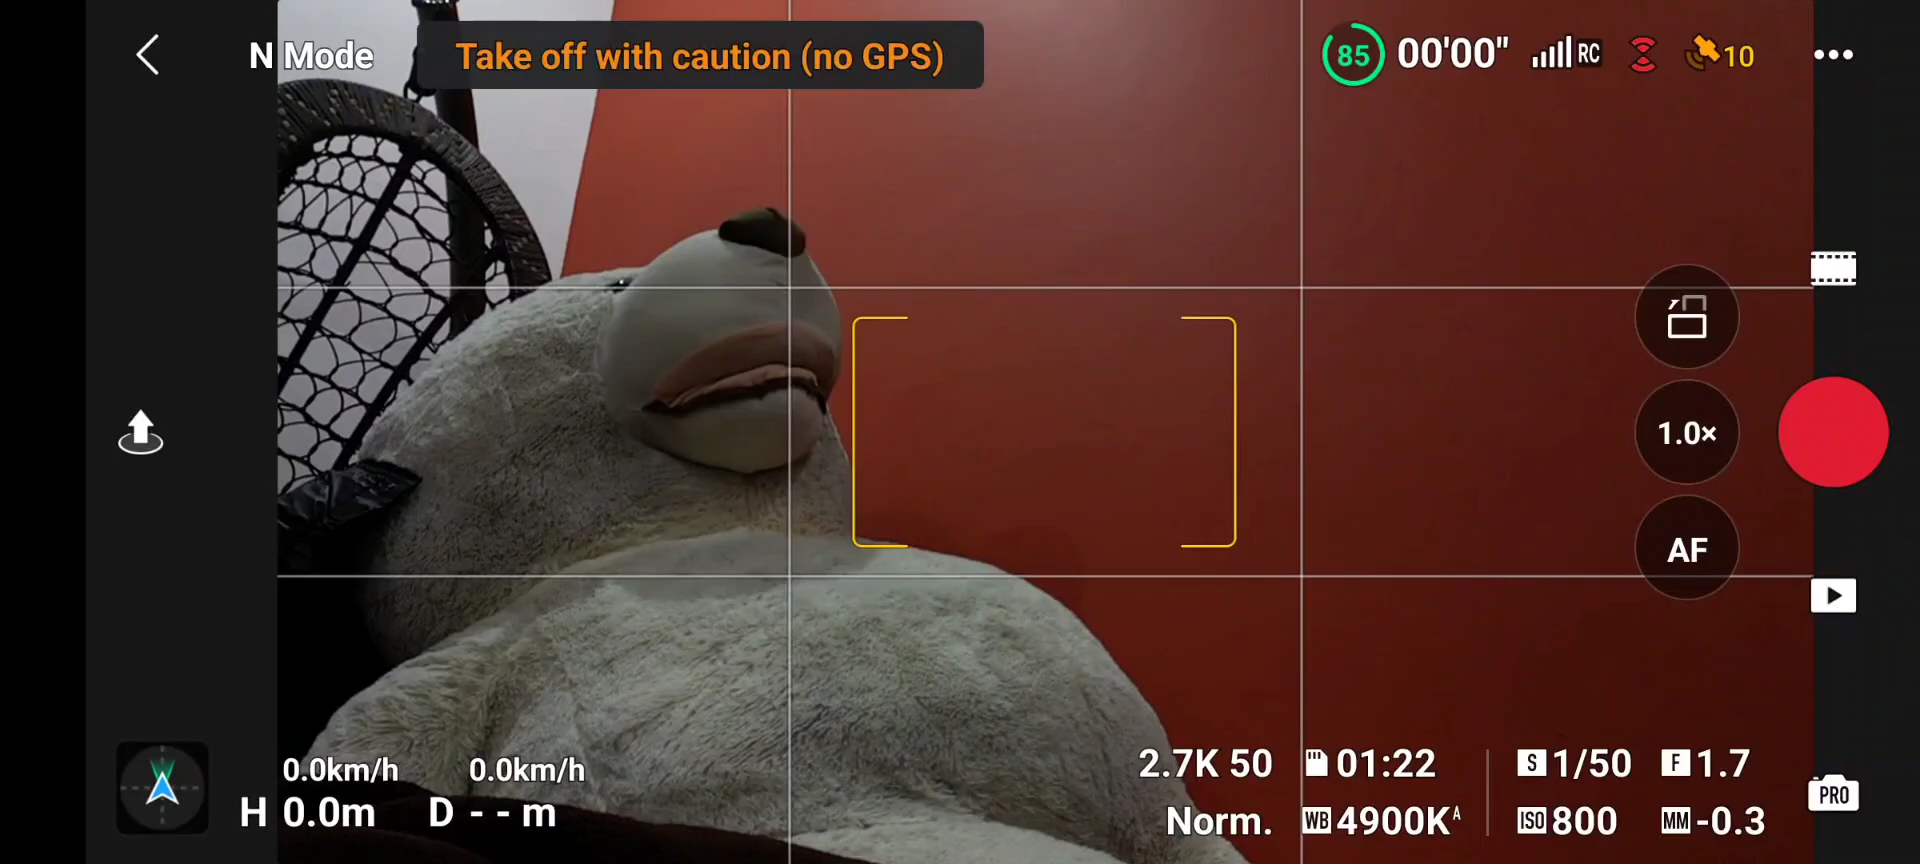 N Mode
Take off with caution (no GPS)
85
00'00"
RC
10
1.0×
AF
0.0km/h
0.0km/h
H 0.0m
D - - m
2.7K 50
01:22
S 1/50
F 1.7
Norm.
WB 4900K A
ISO 800
MM -0.3
PRO